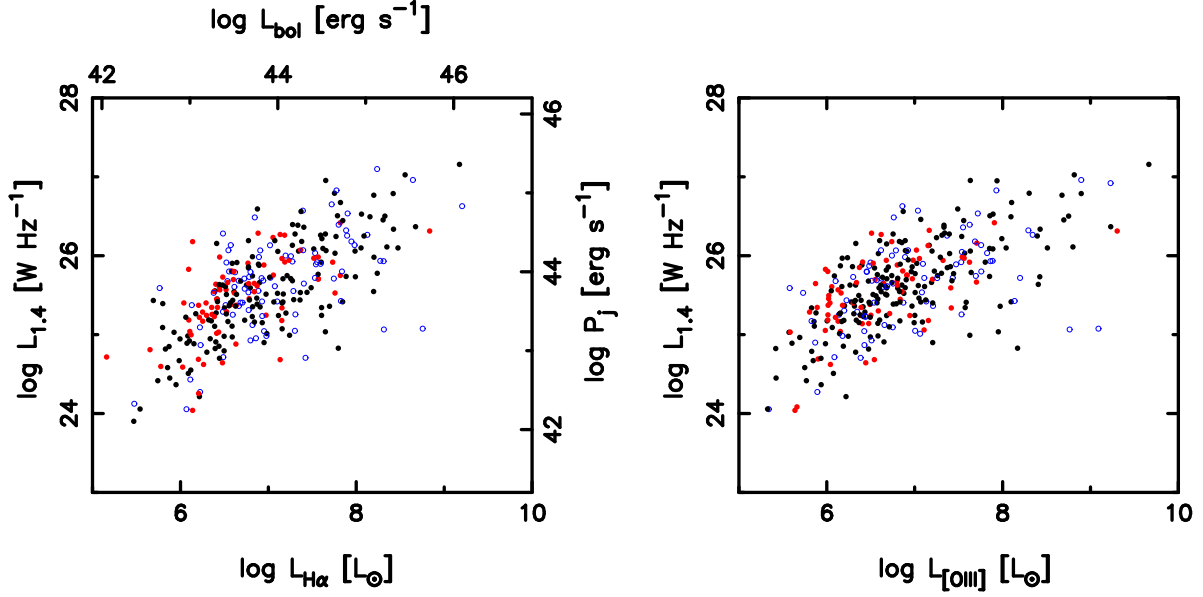 log L_bol [erg s^−1]
42 44 46
28
26
24
log L_1.4 [W Hz^−1]
46
44
42
log P_j [erg s^−1]
6 8 10
log L_Hα [L_⊙]
28
26
24
log L_1.4 [W Hz^−1]
6 8 10
log L_[OIII] [L_⊙]